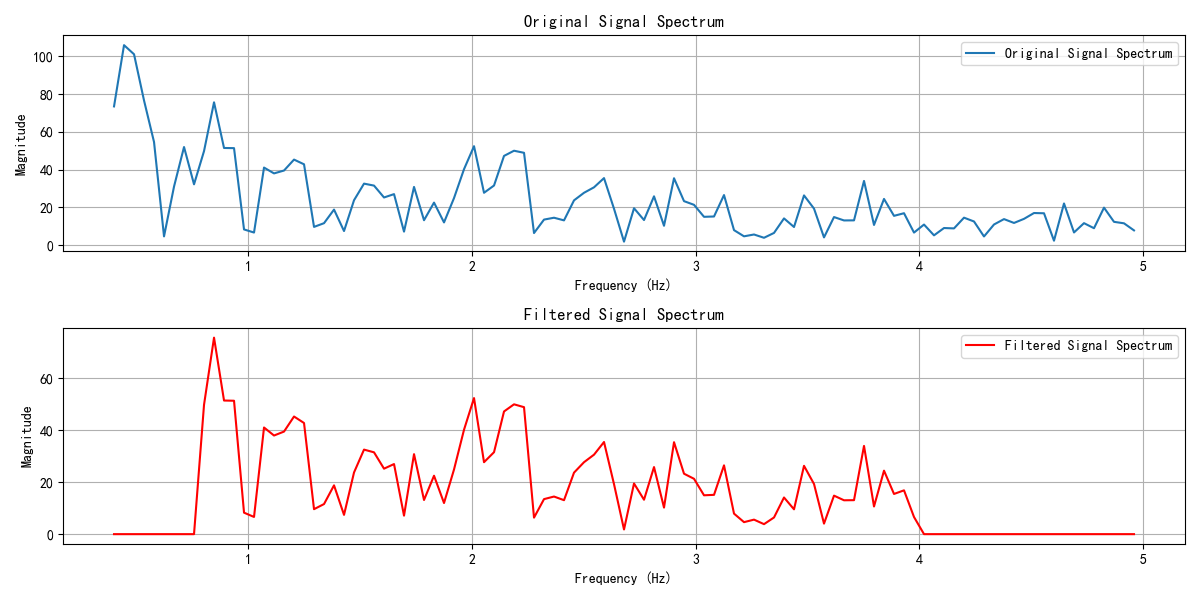 Original Signal Spectrum
Original Signal Spectrum
Magnitude
100
80
60
40
20
0
1
2
3
4
5
Frequency (Hz)
Filtered Signal Spectrum
Filtered Signal Spectrum
Magnitude
60
40
20
0
1
2
3
4
5
Frequency (Hz)